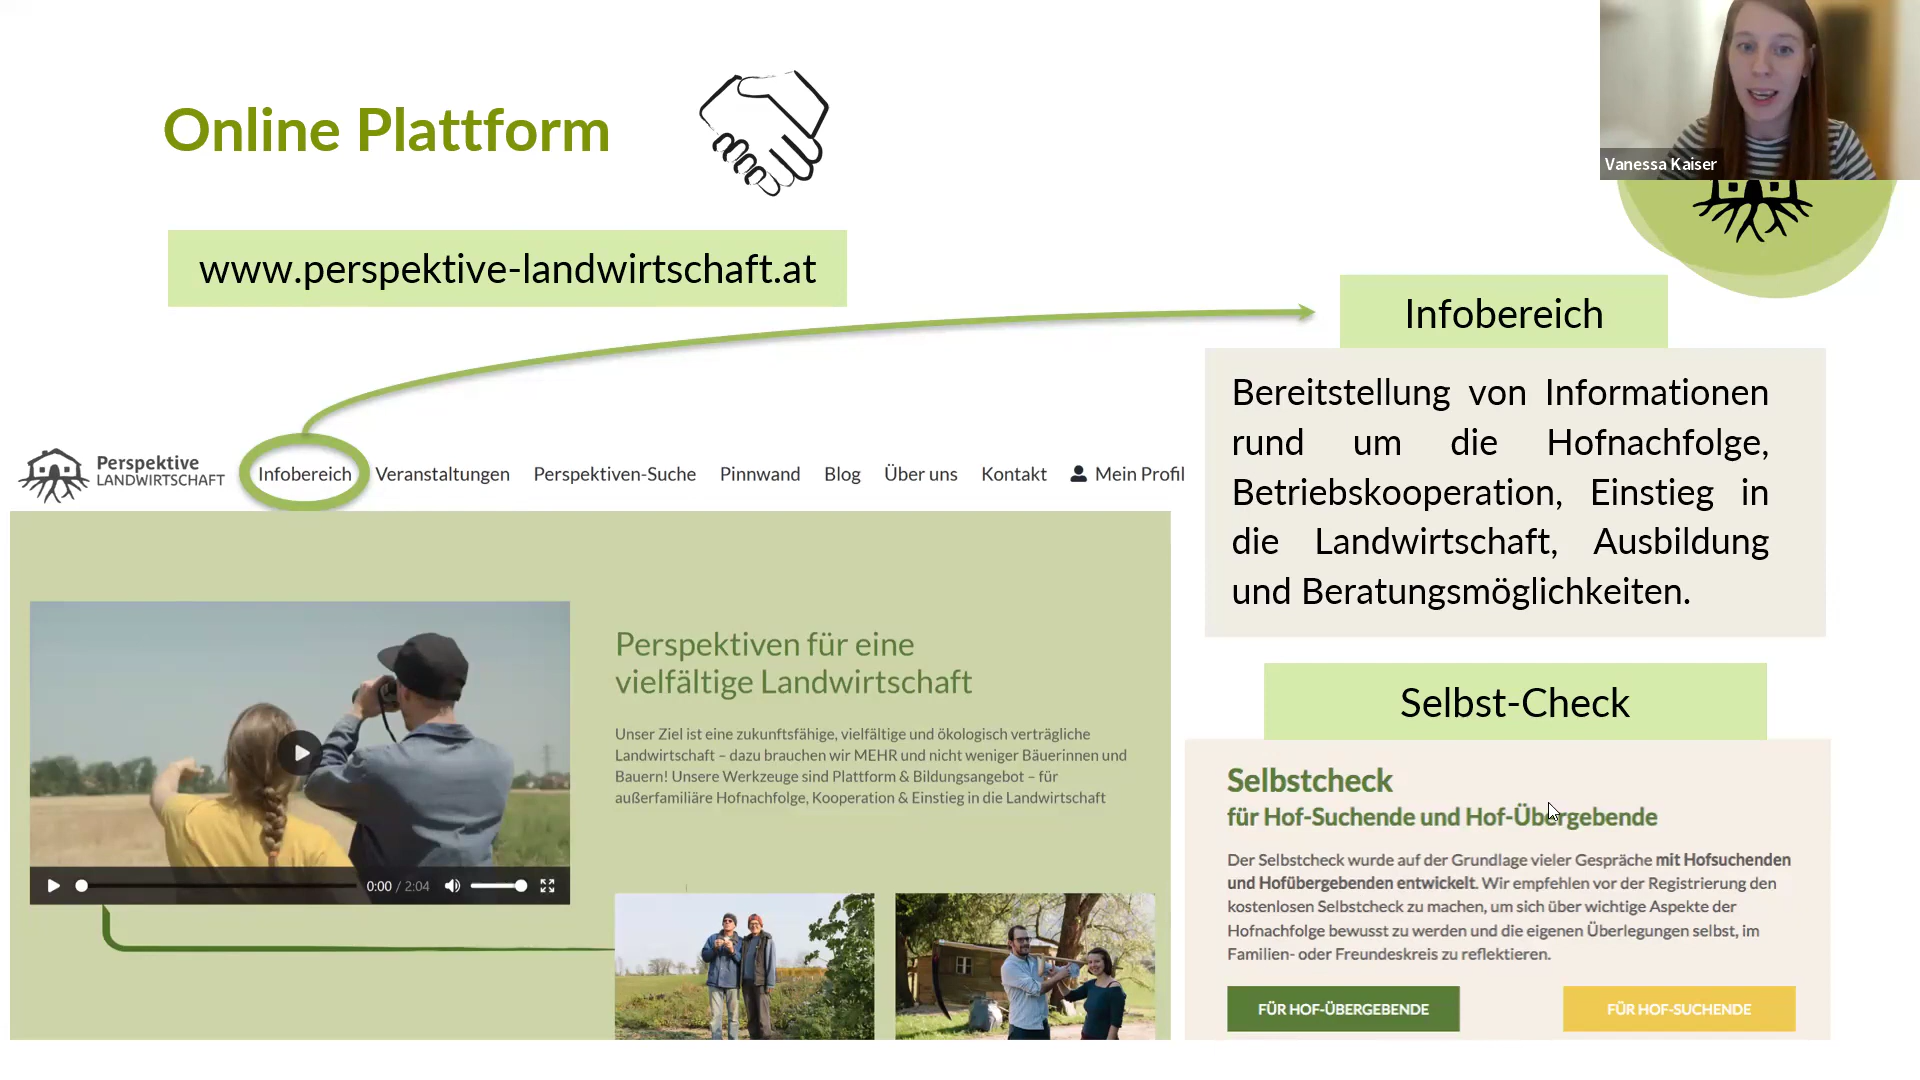 Online Plattform
Vanessa Kaiser
www.perspektive-landwirtschaft.at
Infobereich
Bereitstellung von Informationen
rund um die Hofnachfolge,
Betriebskooperation, Einstieg in
die Landwirtschaft, Ausbildung
und Beratungsmöglichkeiten.
Perspektive
LANDWIRTSCHAFT
Infobereich Veranstaltungen Perspektiven-Suche Pinnwand Blog Über uns Kontakt Mein Profil
Perspektiven für eine
vielfältige Landwirtschaft
Unser Ziel ist eine zukunftsfähige, vielfältige und ökologisch verträgliche
Landwirtschaft – dazu brauchen wir MEHR und nicht weniger Bäuerinnen und
Bauern! Unsere Werkzeuge sind Plattform & Bildungsangebot – für
außerfamiliäre Hofnachfolge, Kooperation & Einstieg in die Landwirtschaft
0:00 / 2:04
Selbst-Check
Selbstcheck
für Hof-Suchende und Hof-Übergebende
Der Selbstcheck wurde auf der Grundlage vieler Gespräche mit Hofsuchenden
und Hofübergebenden entwickelt. Wir empfehlen vor der Registrierung den
kostenlosen Selbstcheck zu machen, um sich über wichtige Aspekte der
Hofnachfolge bewusst zu werden und die eigenen Überlegungen selbst, im
Familien- oder Freundeskreis zu reflektieren.
FÜR HOF-ÜBERGEBENDE
FÜR HOF-SUCHENDE